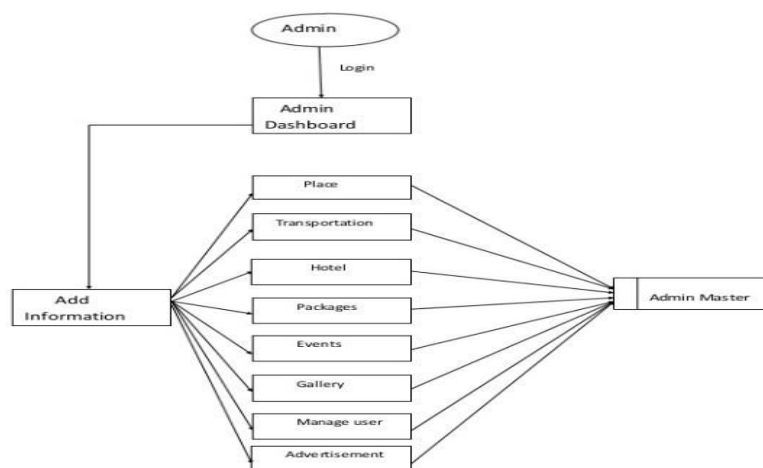 Admin
Login
Admin
Dashboard
Place
Transportation
Hotel
Add
Information
Packages
Admin Master
Events
Gallery
Manage user
Advertisement